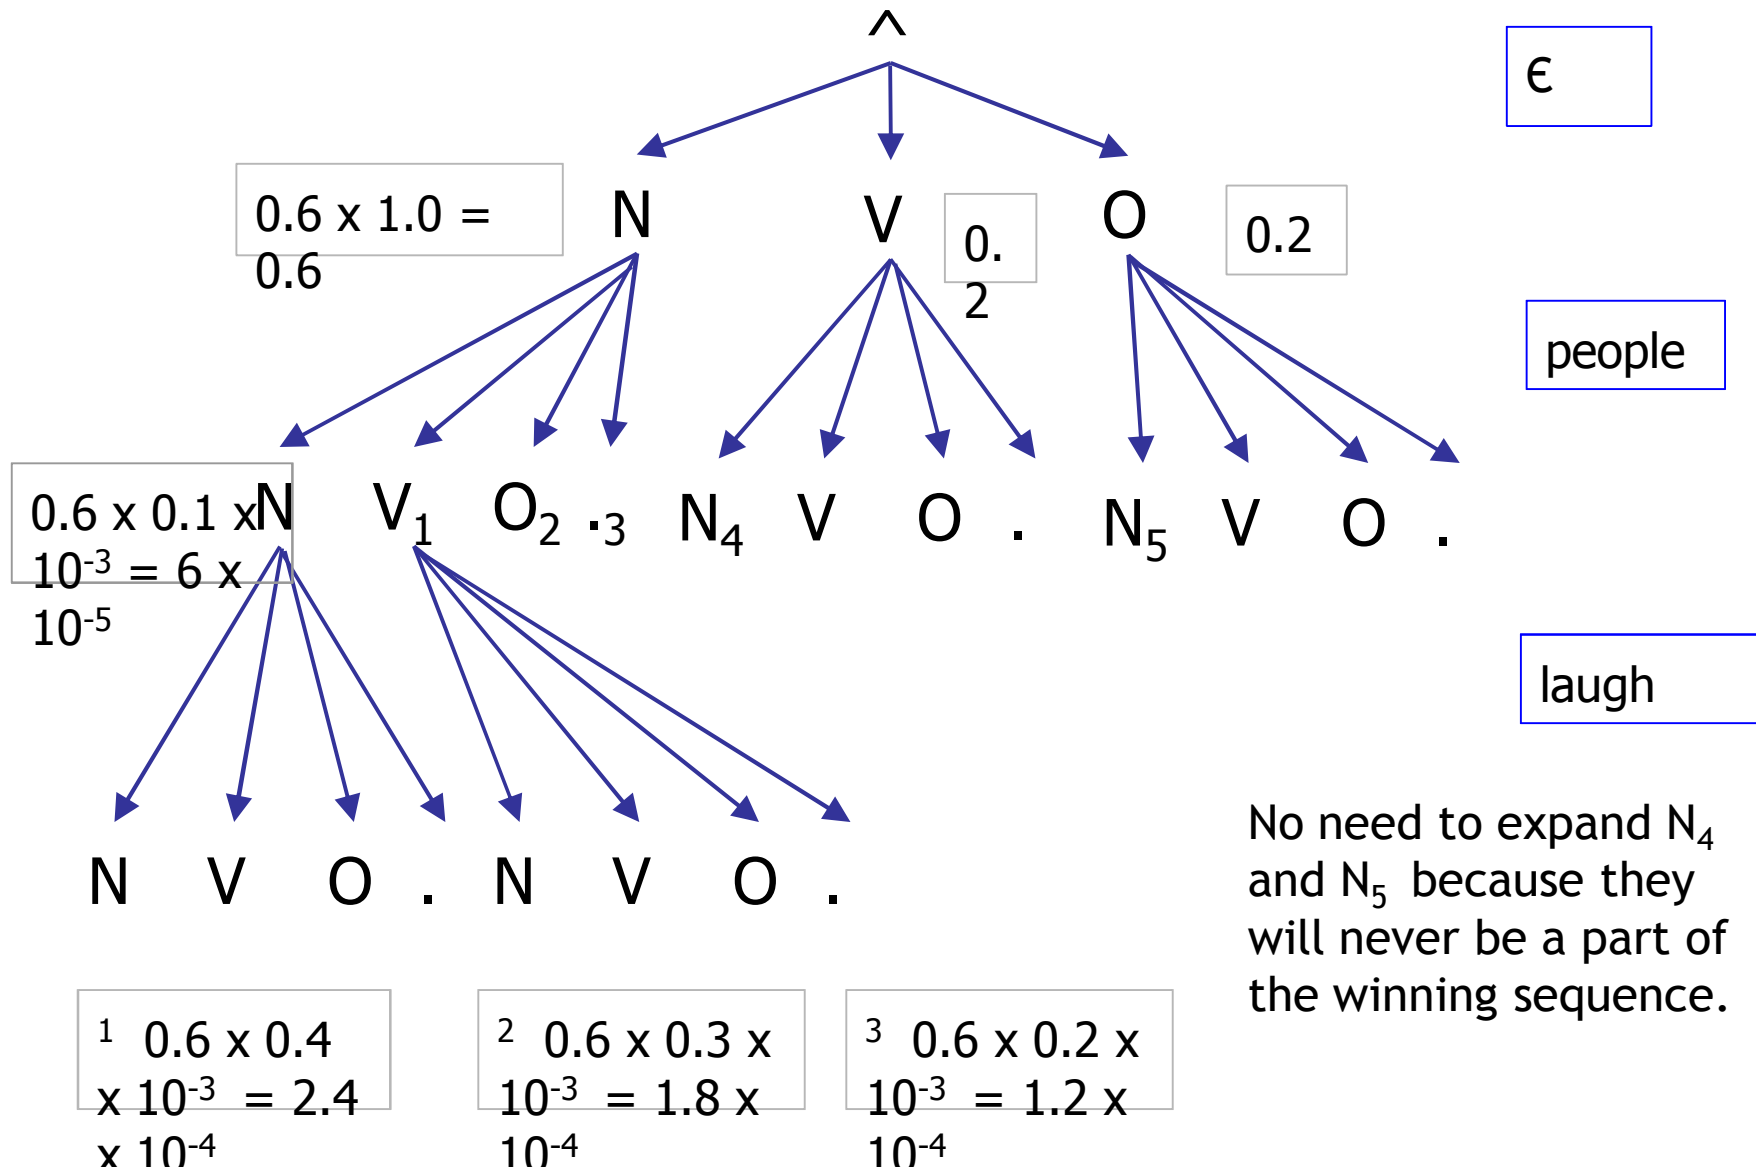 ^
ϵ
0.6 x 1.0 =
0.6
N V O
0.
2
0.2
people
0.6 x 0.1 x
10⁻³ = 6 x
10⁻⁵
N V₁ O₂ .₃ N₄ V O . N₅ V O .
laugh
N V O . N V O .
No need to expand N₄
and N₅ because they
will never be a part of
the winning sequence.
¹ 0.6 x 0.4
x 10⁻³ = 2.4
x 10⁻⁴
² 0.6 x 0.3 x
10⁻³ = 1.8 x
10⁻⁴
³ 0.6 x 0.2 x
10⁻³ = 1.2 x
10⁻⁴